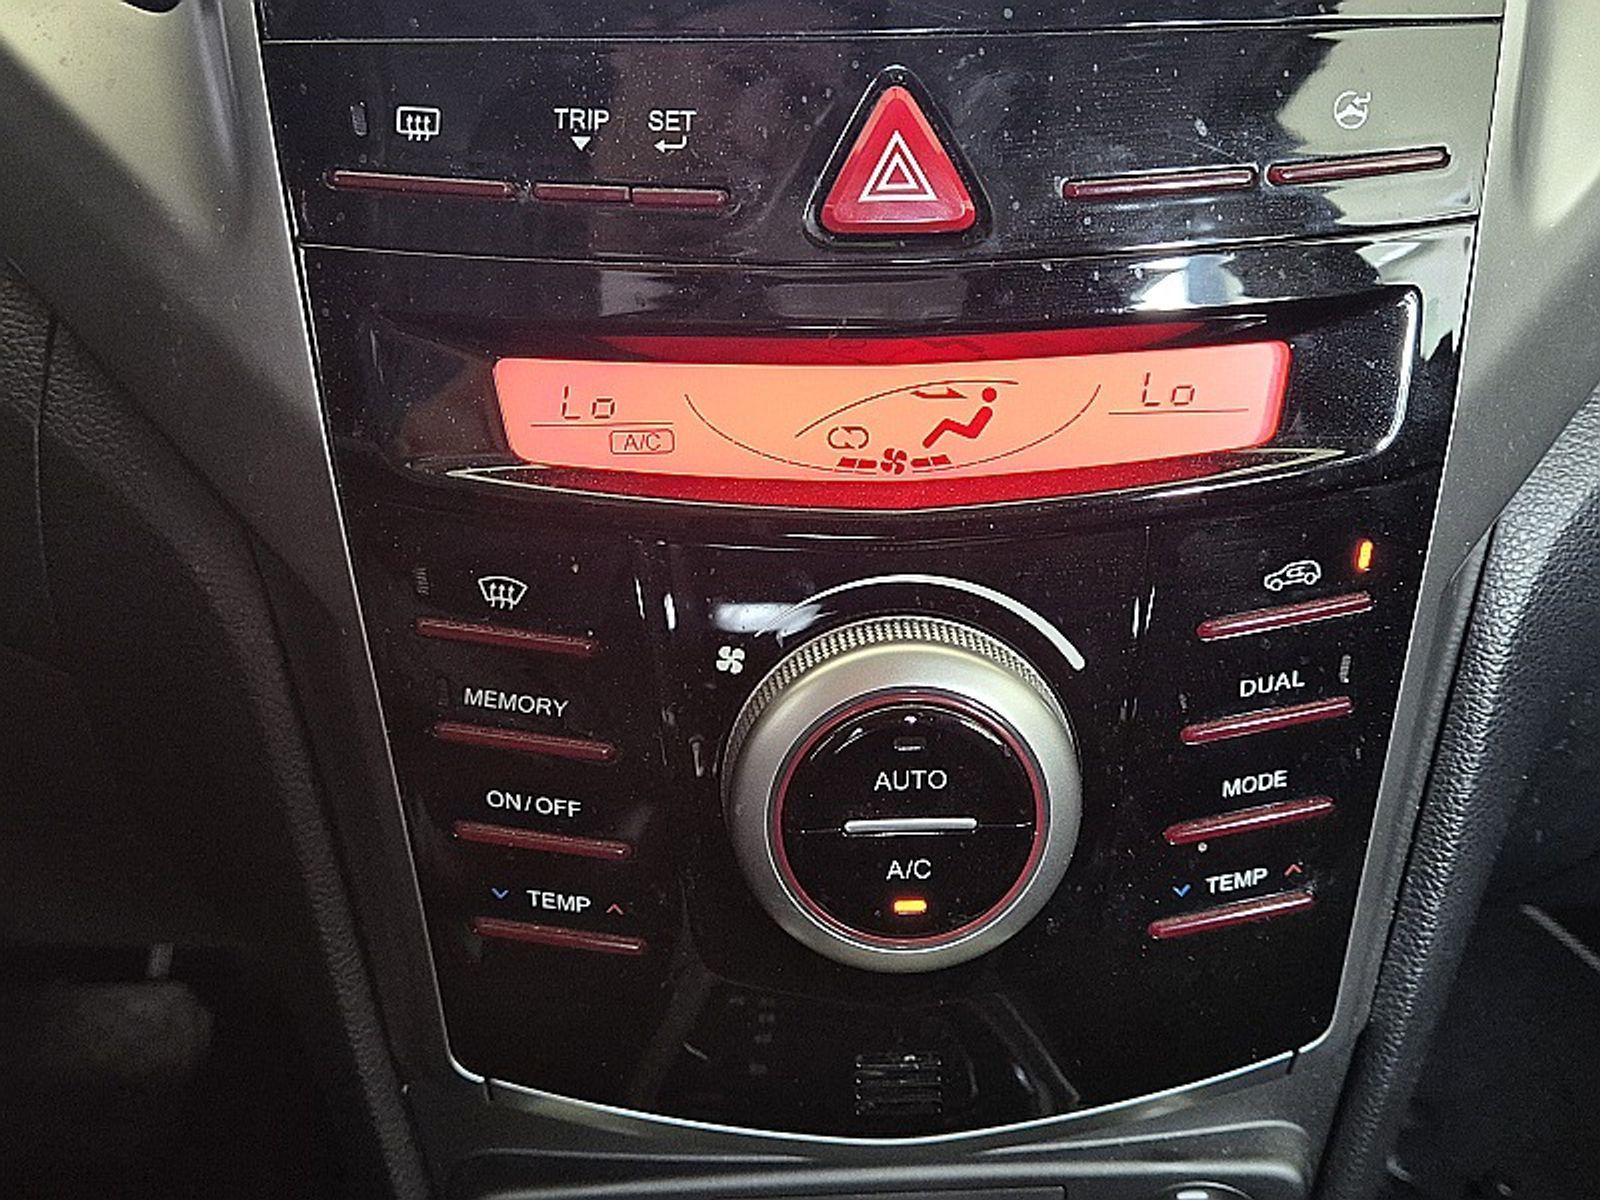 TRIP SET
Lo Lo
A/C
MEMORY
DUAL
AUTO
MODE
ON/OFF
A/C
TEMP
TEMP